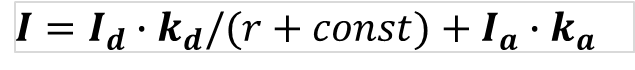 I = I_d · k_d/(r + const) + I_a · k_a